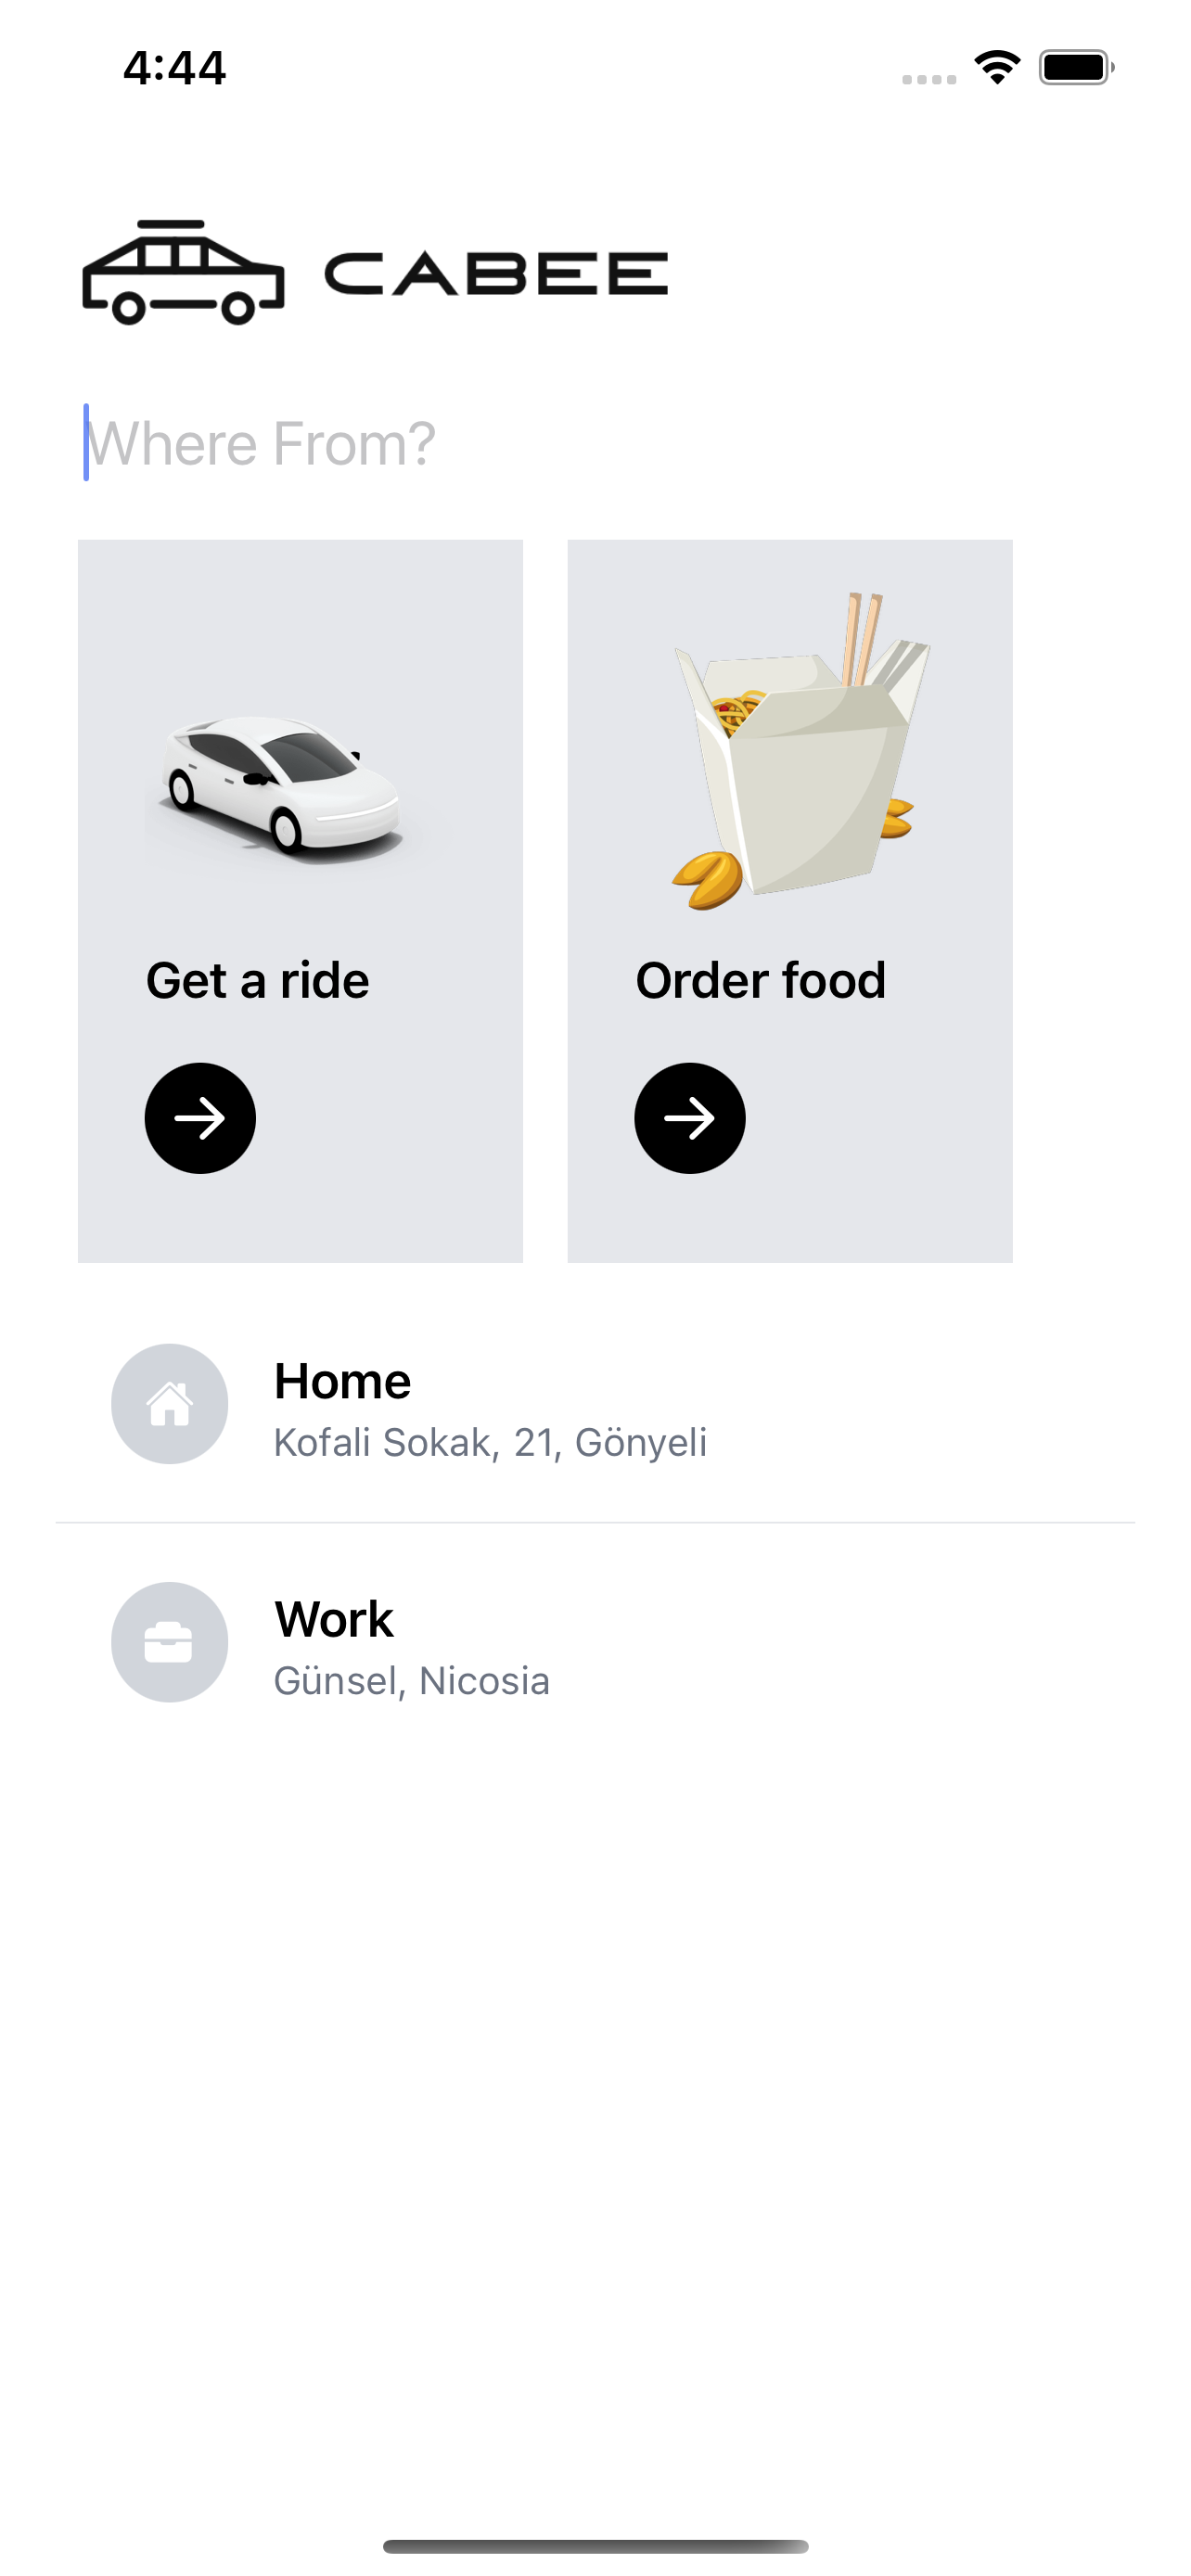 4:44
CABEE
Where From?
Get a ride
Order food
Home
Kofali Sokak, 21, Gönyeli
Work
Günsel, Nicosia